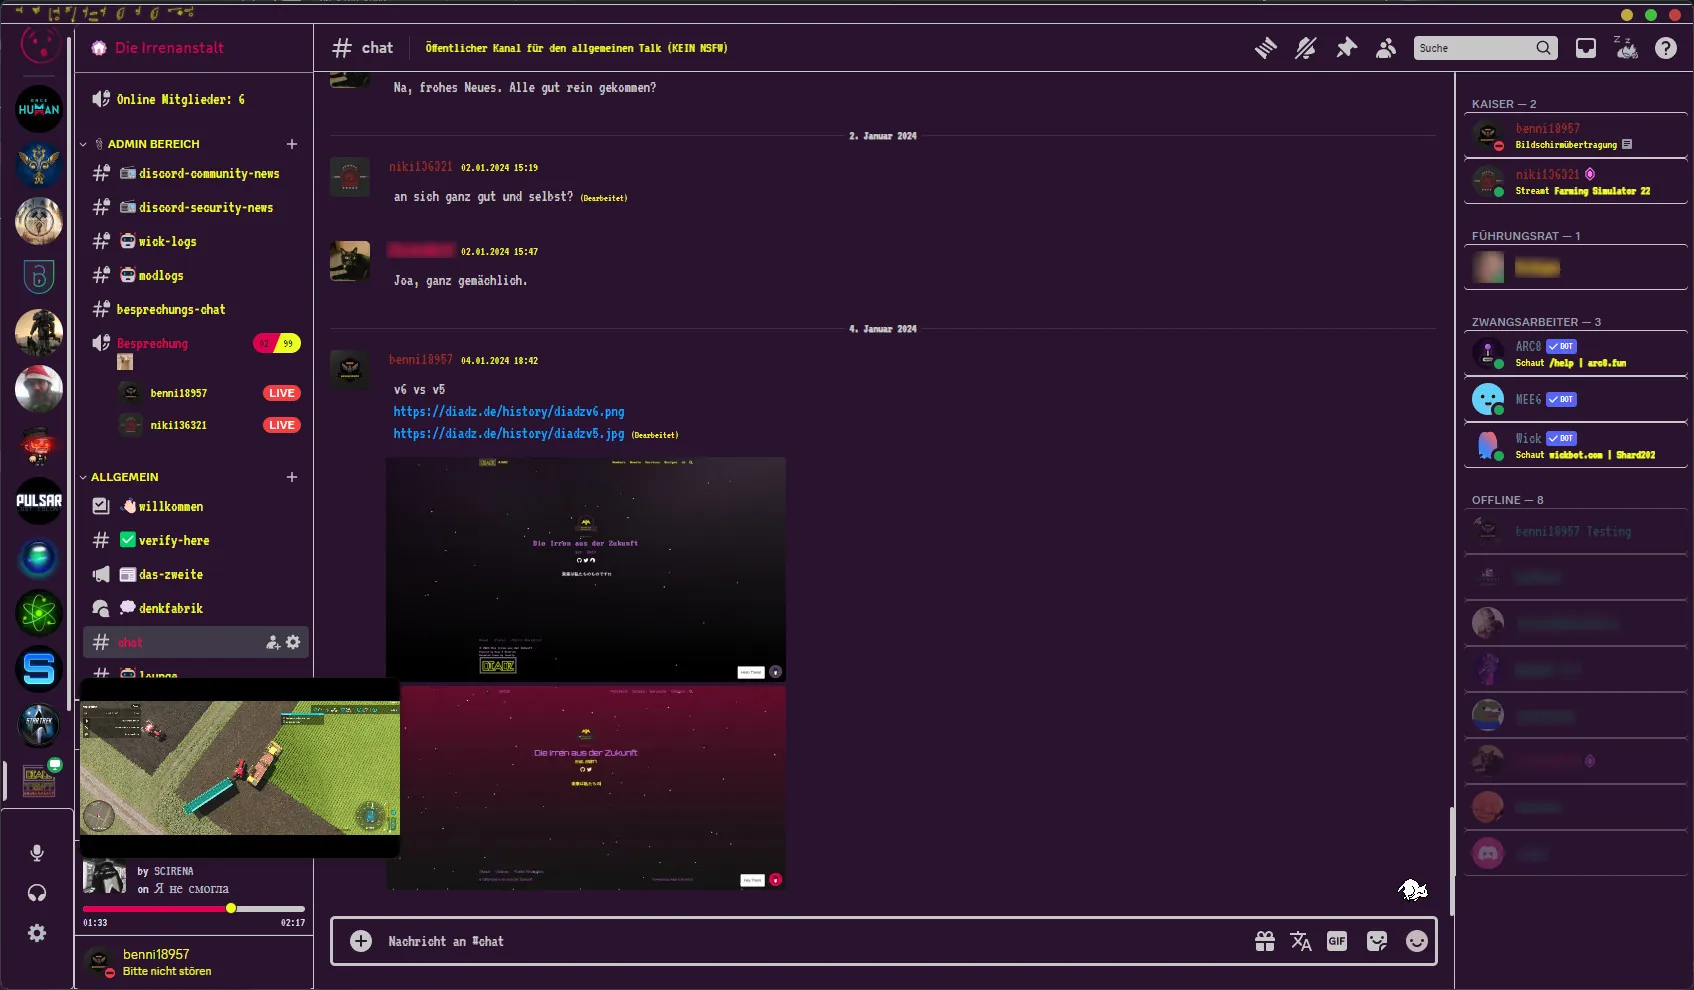 Die Irrenanstalt
chat
Öffentlicher Kanal für den allgemeinen Talk (KEIN NSFW)
Suche
ONCE
HUMAN
PULSAR
STAR TREK
Online Mitglieder: 6
ADMIN BEREICH
discord-community-news
discord-security-news
wick-logs
modlogs
besprechungs-chat
Besprechung
02 99
benni18957
LIVE
niki136321
LIVE
ALLGEMEIN
willkommen
verify-here
das-zweite
denkfabrik
chat
lounge
by SCIRENA
on Я не смогла
01:33
02:17
benni18957
Bitte nicht stören
Na, frohes Neues. Alle gut rein gekommen?
2. Januar 2024
niki136321 02.01.2024 15:19
an sich ganz gut und selbst? (Bearbeitet)
02.01.2024 15:47
Joa, ganz gemächlich.
4. Januar 2024
benni18957 04.01.2024 18:42
v6 vs v5
https://diadz.de/history/diadzv6.png
https://diadz.de/history/diadzv5.jpg (Bearbeitet)
Die Irren aus der Zukunft
DIADZ
Die Irren aus der Zukunft
Nachricht an #chat
GIF
KAISER — 2
benni18957
Bildschirmübertragung
niki136321
Streamt Farming Simulator 22
FÜHRUNGSRAT — 1
ZWANGSARBEITER — 3
ARC8 BOT
Schaut /help | arc8.fun
MEE6 BOT
Wick BOT
Schaut wickbot.com | Shard202
OFFLINE — 8
benni18957 Testing